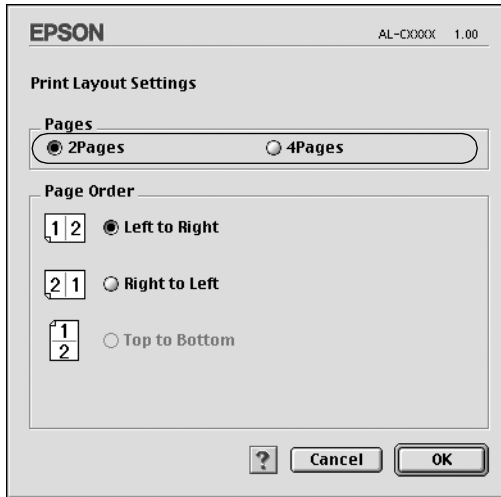 EPSON AL-CXXXX 1.00
Print Layout Settings
Pages
2Pages 4Pages
Page Order
1 2 Left to Right
2 1 Right to Left
1
2 Top to Bottom
? Cancel OK